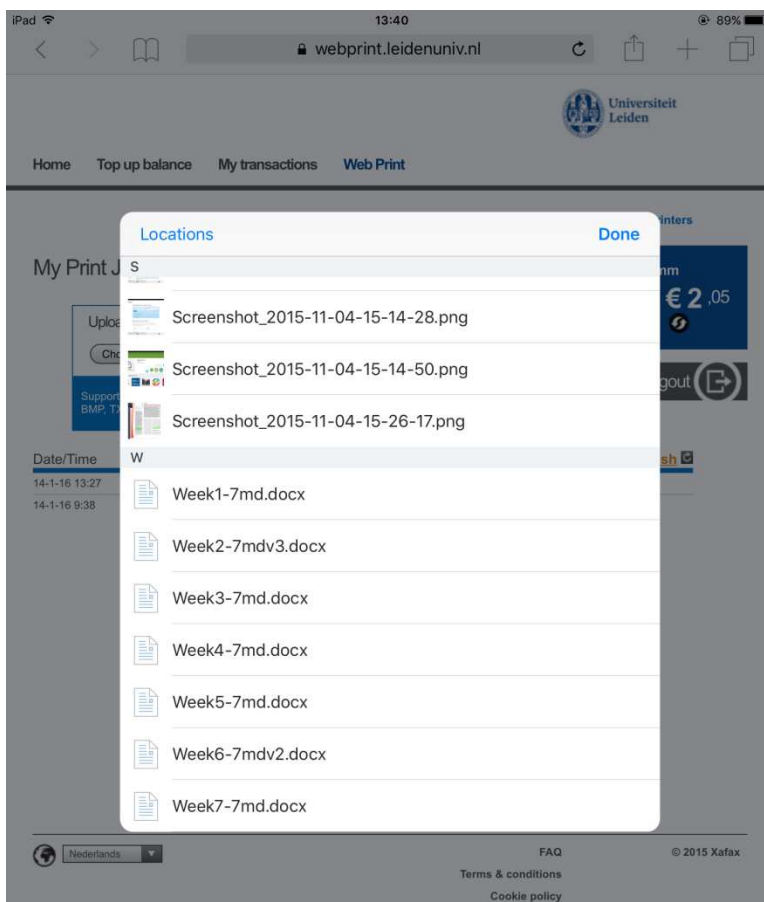 iPad 13:40 89%
webprint.leidenuniv.nl
Universiteit
Leiden
Home Top up balance My transactions Web Print
inters
Locations Done
My Print J
S
mm
€ 2 ,05
Screenshot_2015-11-04-15-14-28.png
Uploa
Screenshot_2015-11-04-15-14-50.png
Cho
gout
Support
BMP, TX
Screenshot_2015-11-04-15-26-17.png
Date/Time
W
sh
14-1-16 13:27
Week1-7md.docx
14-1-16 9:38
Week2-7mdv3.docx
Week3-7md.docx
Week4-7md.docx
Week5-7md.docx
Week6-7mdv2.docx
Week7-7md.docx
Nederlands FAQ © 2015 Xafax
Terms & conditions
Cookie policy